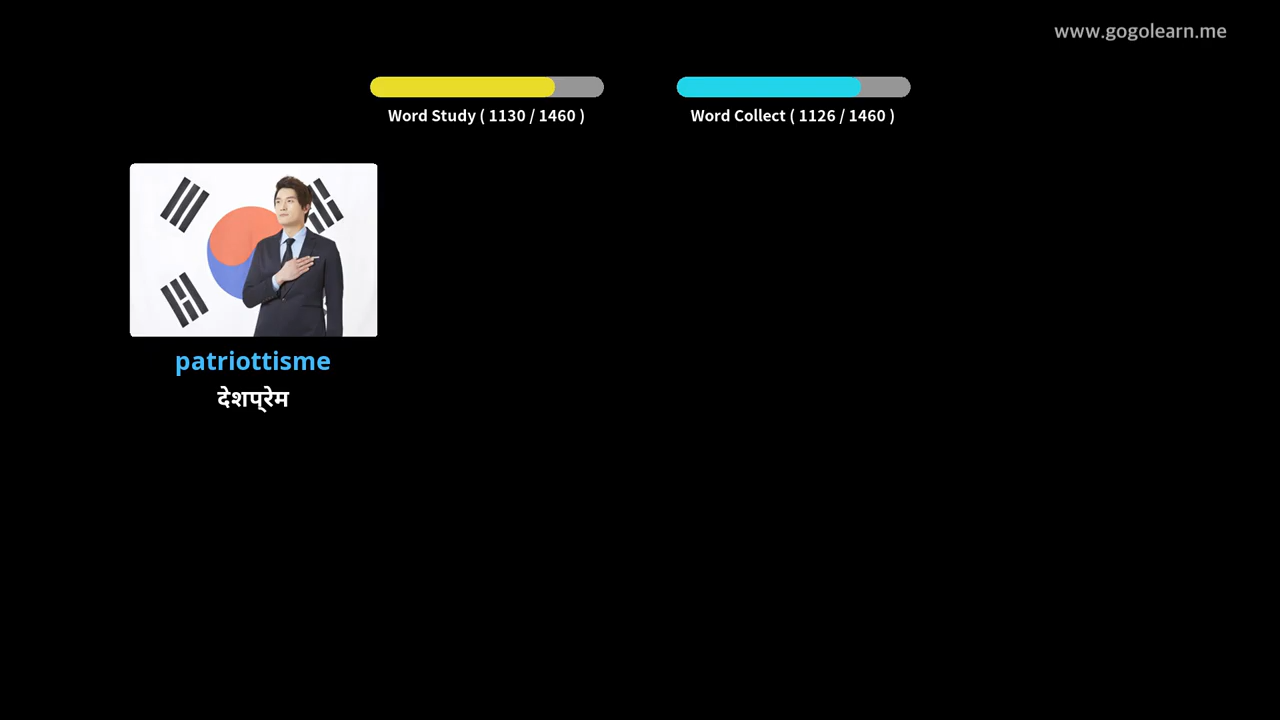 www.gogolearn.me
Word Study ( 1130 / 1460 )
Word Collect ( 1126 / 1460 )
patriottisme
देशप्रेम